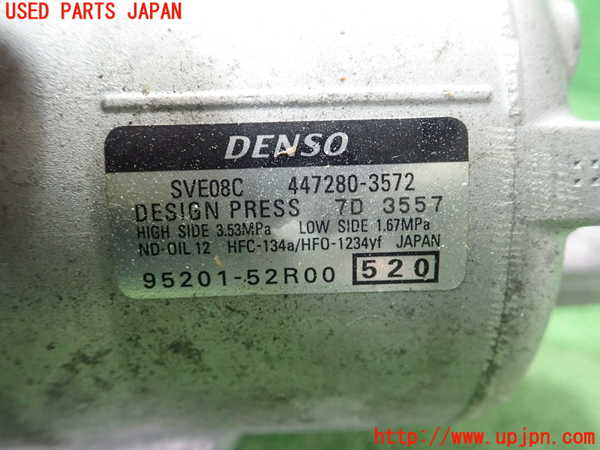 USED PARTS JAPAN
DENSO
SVE08C 447280-3572
DESIGN PRESS 7D 3557
HIGH SIDE 3.53MPa LOW SIDE 1.67MPa
ND-OIL 12 HFC-134a/HFO-1234yf JAPAN
95201-52R00 520
http://www.upjpn.com/